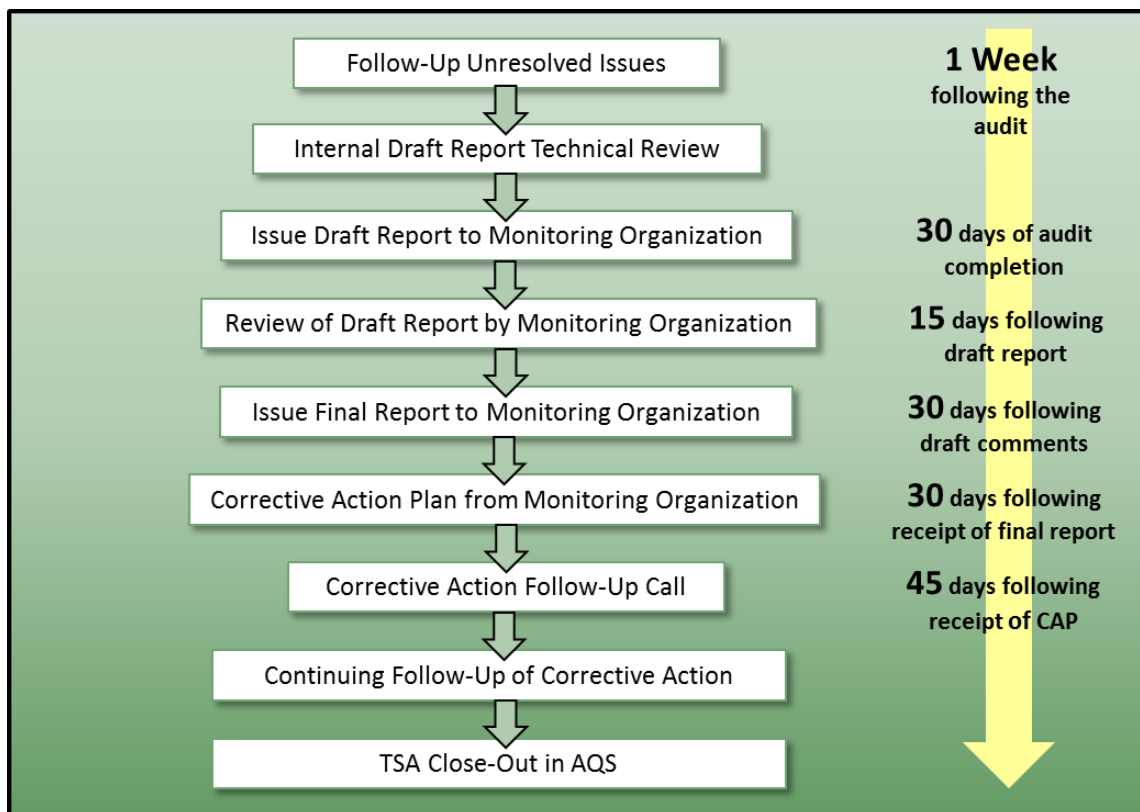 Follow-Up Unresolved Issues
1 Week
following the
audit
Internal Draft Report Technical Review
Issue Draft Report to Monitoring Organization
30 days of audit
completion
Review of Draft Report by Monitoring Organization
15 days following
draft report
Issue Final Report to Monitoring Organization
30 days following
draft comments
Corrective Action Plan from Monitoring Organization
30 days following
receipt of final report
Corrective Action Follow-Up Call
45 days following
receipt of CAP
Continuing Follow-Up of Corrective Action
TSA Close-Out in AQS